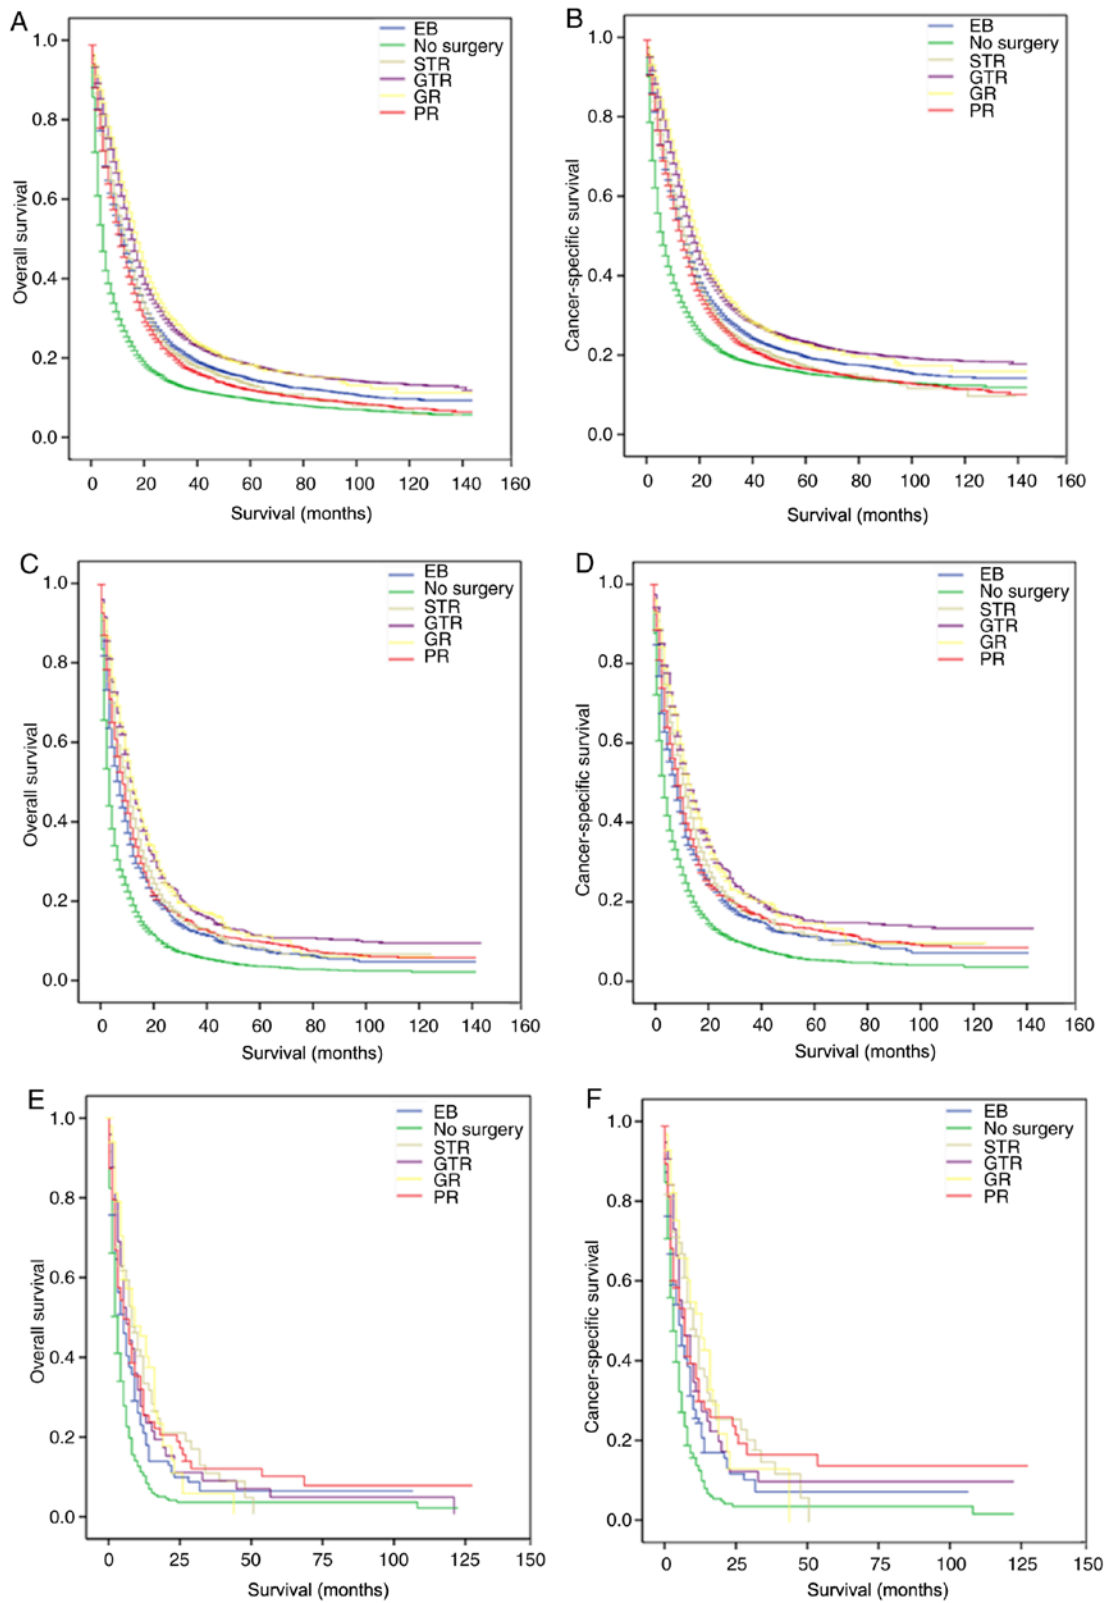 A
EB
No surgery
STR
GTR
GR
PR
1.0
0.8
0.6
0.4
0.2
0.0
Overall survival
0 20 40 60 80 100 120 140 160
Survival (months)
B
EB
No surgery
STR
GTR
GR
PR
1.0
0.8
0.6
0.4
0.2
0.0
Cancer-specific survival
0 20 40 60 80 100 120 140 160
Survival (months)
C
EB
No surgery
STR
GTR
GR
PR
1.0
0.8
0.6
0.4
0.2
0.0
Overall survival
0 20 40 60 80 100 120 140 160
Survival (months)
D
EB
No surgery
STR
GTR
GR
PR
1.0
0.8
0.6
0.4
0.2
0.0
Cancer-specific survival
0 20 40 60 80 100 120 140 160
Survival (months)
E
EB
No surgery
STR
GTR
GR
PR
1.0
0.8
0.6
0.4
0.2
0.0
Overall survival
0 25 50 75 100 125 150
Survival (months)
F
EB
No surgery
STR
GTR
GR
PR
1.0
0.8
0.6
0.4
0.2
0.0
Cancer-specific survival
0 25 50 75 100 125 150
Survival (months)